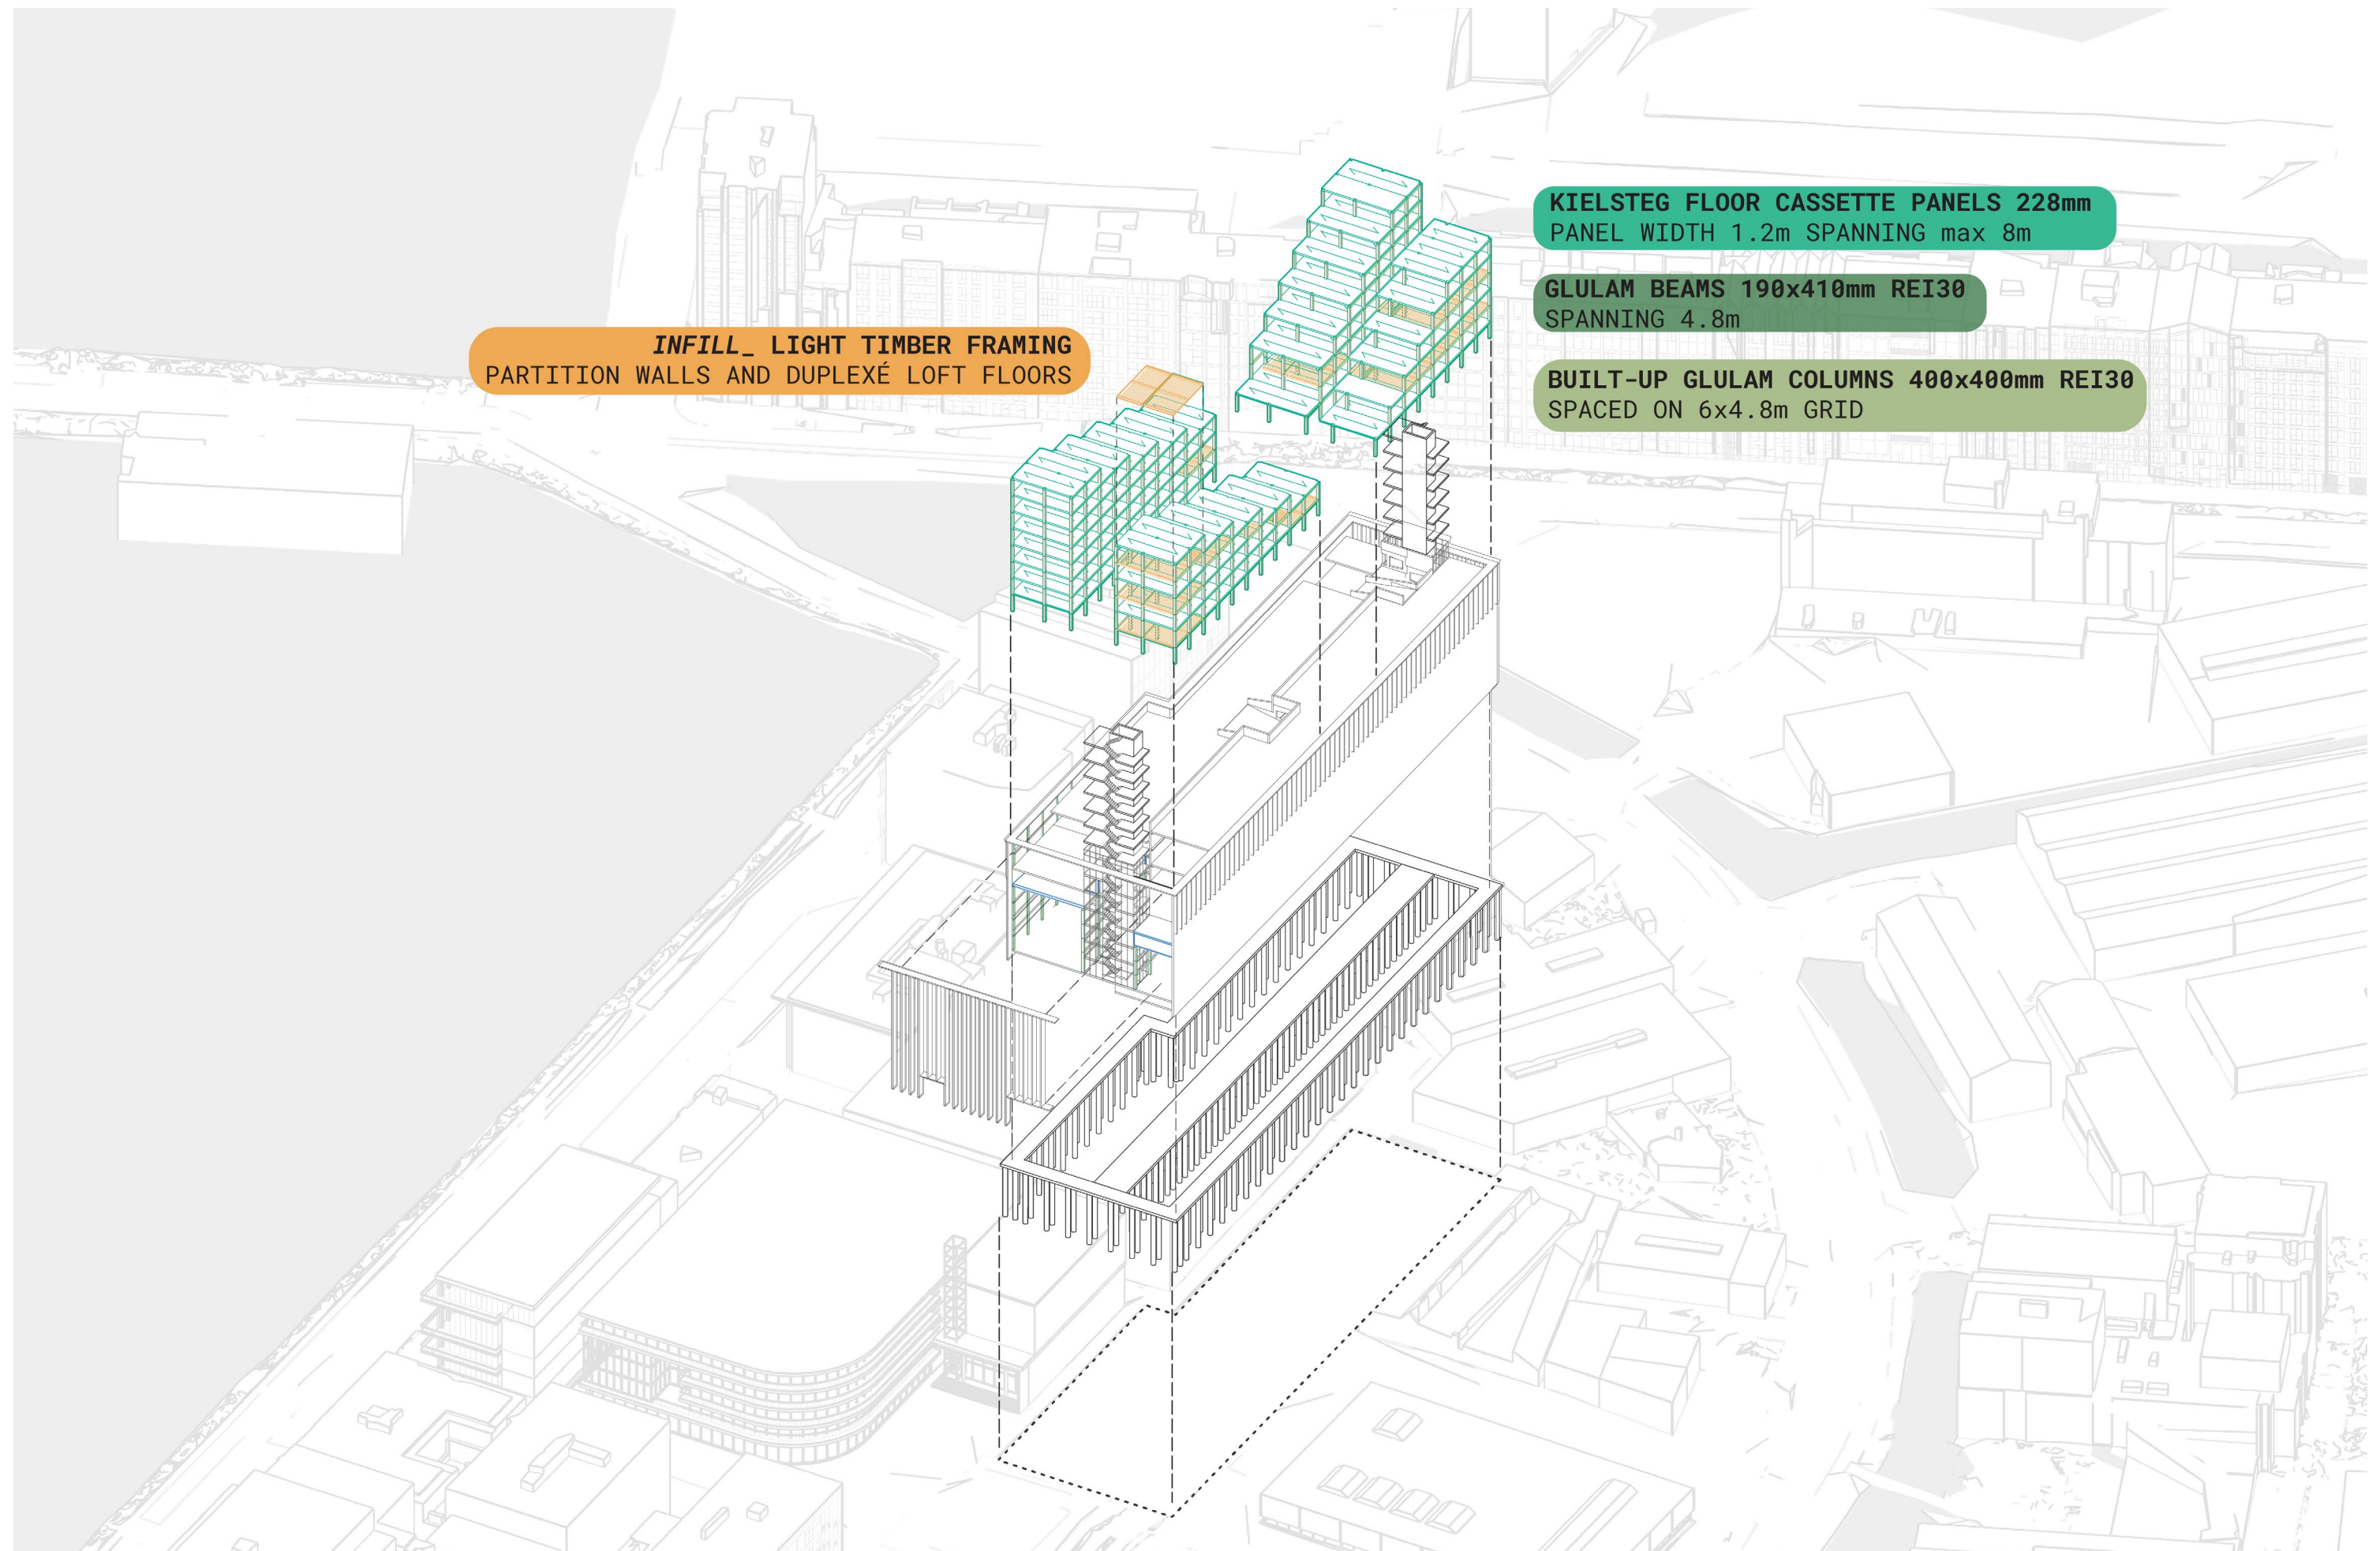 KIELSTEG FLOOR CASSETTE PANELS 228mm
PANEL WIDTH 1.2m SPANNING max 8m
GLULAM BEAMS 190x410mm REI30
SPANNING 4.8m
INFILL_ LIGHT TIMBER FRAMING
PARTITION WALLS AND DUPLEXÉ LOFT FLOORS
BUILT-UP GLULAM COLUMNS 400x400mm REI30
SPACED ON 6x4.8m GRID